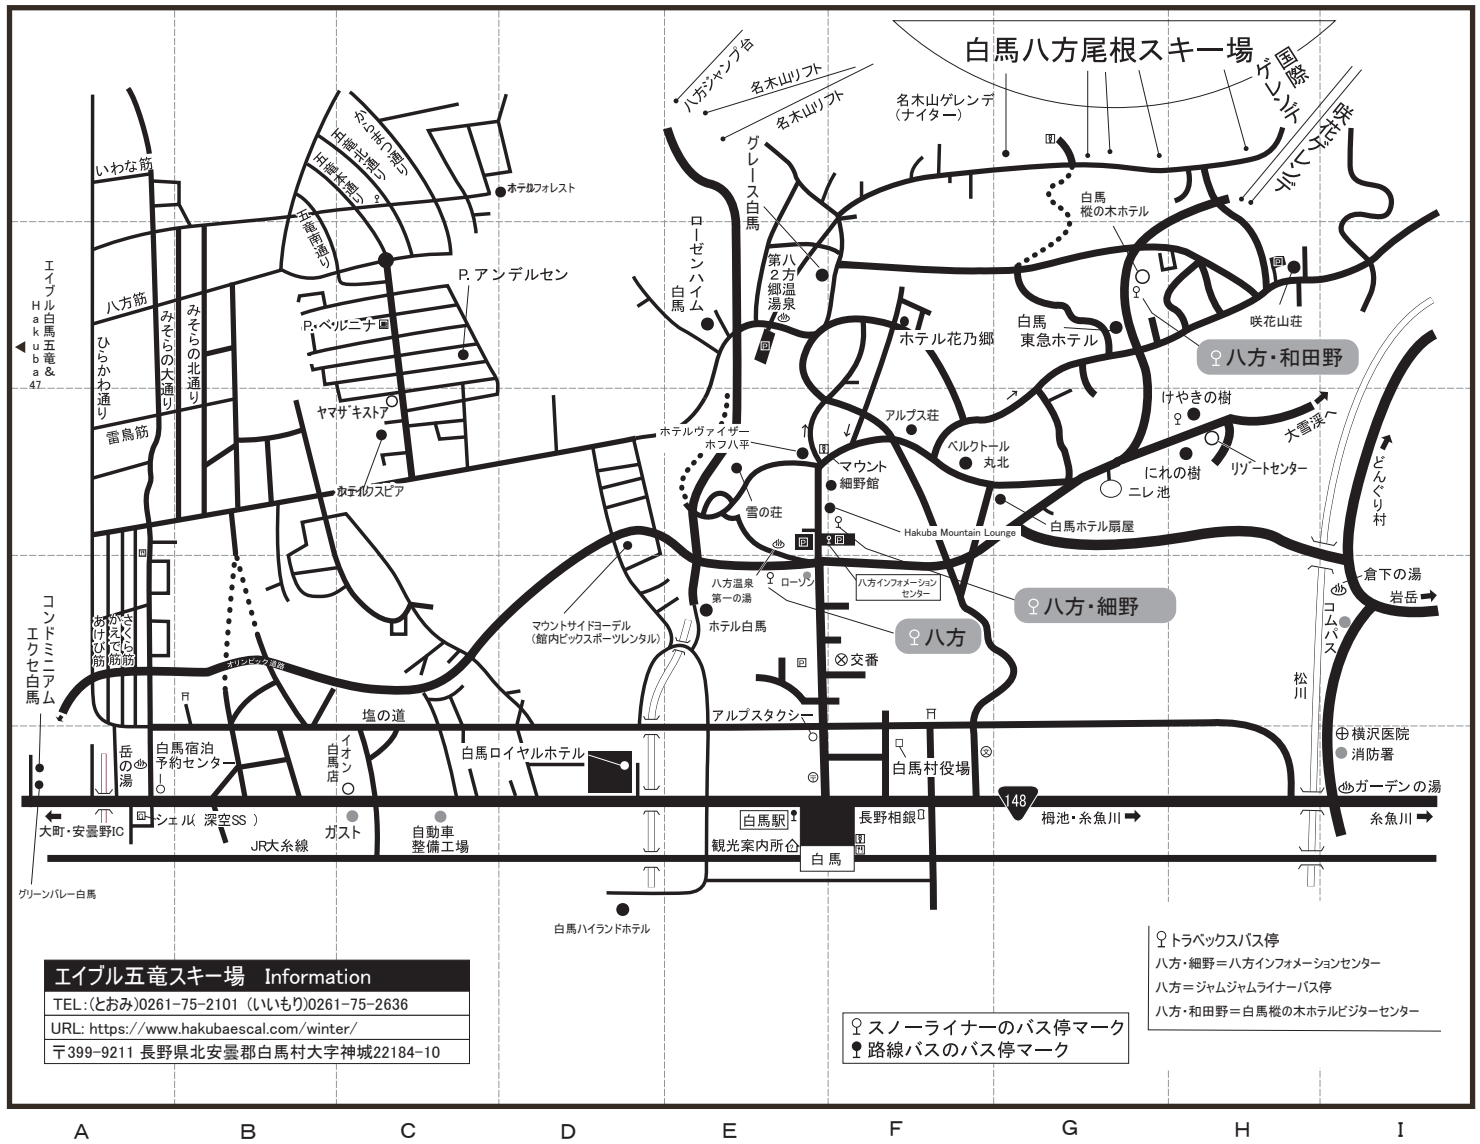 白馬八方尾根スキー場
八方ジャンプ台
名木山リフト
名木山リフト
名木山ゲレンデ
(ナイター)
国際
ゲレンデ
咲花ゲレンデ
いわな筋
からまつ通り
五竜北通り
五竜本通り
五竜南通り
グレース白馬
白馬
樅の木ホテル
ローゼンハイム
白馬
八方温泉
第2郷湯
エイブル白馬五竜&
Hakuba
47
P.アンデルセン
P.ベルニナ
八方筋
みそらの大通り
みそらの北通り
ひらかわ通り
雷鳥筋
ヤマザキストア
ホテル花乃郷
白馬
東急ホテル
咲花山荘
八方・和田野
けやきの樹
大雪渓へ
リゾートセンター
にれの樹
ニレ池
どんぐり村
アルプス荘
ベルクトール
丸北
ホテルヴァイザー
ホフ八平
マウント
細野館
雪の荘
Hakuba Mountain Lounge
白馬ホテル扇屋
八方温泉
第一の湯
ローソン
八方インフォメーション
センター
八方・細野
八方
ホテル白馬
マウントサイドヨーデル
(館内ビックスポーツレンタル)
倉下の湯
岩岳
コムパス
松川
コンドミニアム
エクセ白馬
さくら筋
かえで筋
あけび筋
オリンピック道路
交番
塩の道
アルプスタクシー
岳の湯
白馬宿泊
予約センター
イオン
白馬店
白馬ロイヤルホテル
白馬村役場
横沢医院
消防署
ガーデンの湯
148
大町・安曇野IC
シェル(深空SS)
ガスト
自動車
整備工場
白馬駅
長野相銀
栂池・糸魚川
糸魚川
JR大糸線
観光案内所
白馬
グリーンバレー白馬
白馬ハイランドホテル
エイブル五竜スキー場 Information
TEL:(とおみ)0261-75-2101 (いいもり)0261-75-2636
URL: https://www.hakubaescal.com/winter/
〒399-9211 長野県北安曇郡白馬村大字神城22184-10
スノーライナーのバス停マーク
路線バスのバス停マーク
トラベックスバス停
八方・細野＝八方インフォメーションセンター
八方＝ジャムジャムライナーバス停
八方・和田野＝白馬樅の木ホテルビジターセンター
A B C D E F G H I